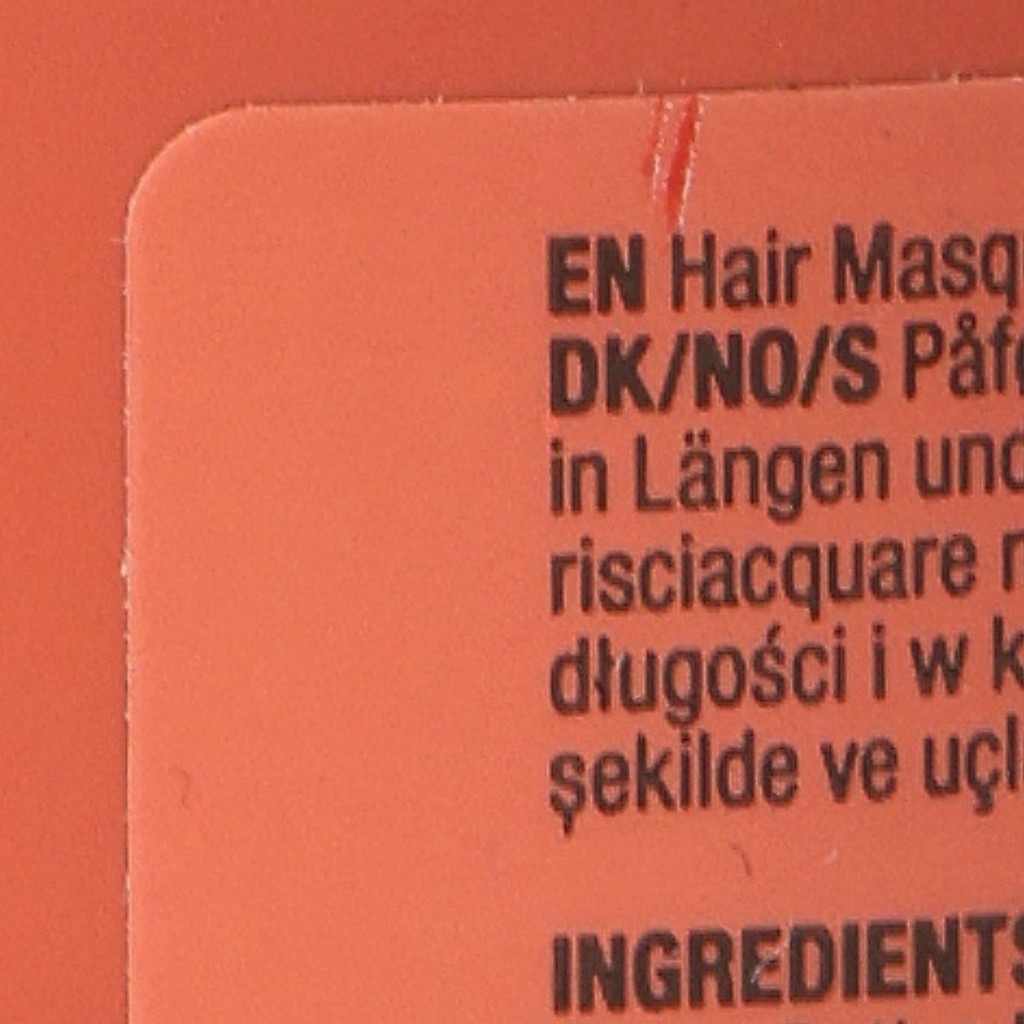 EN Hair Masq
DK/NO/S Påf
in Längen und
risciacquare
długości i w k
şekilde ve uçl
INGREDIENTS